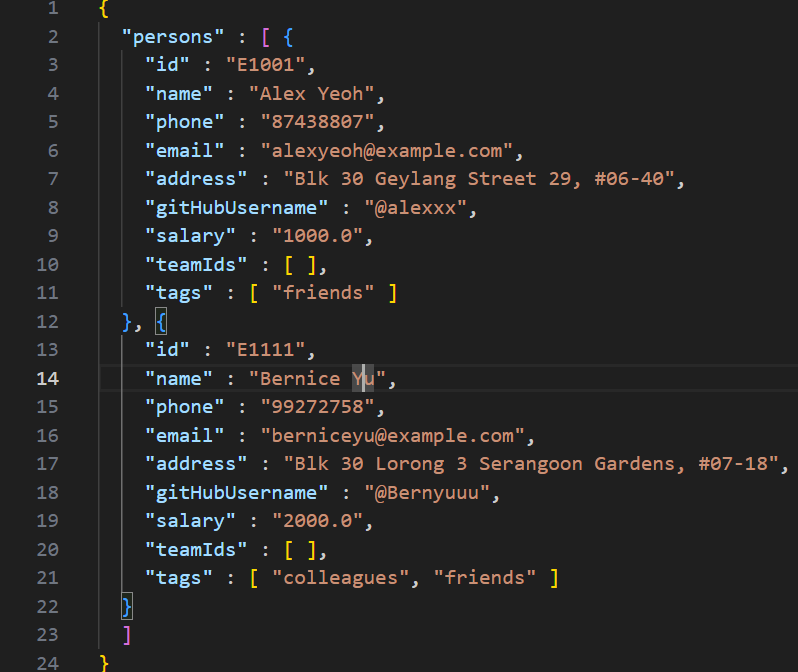 1 {
2 "persons" : [ {
3 "id" : "E1001",
4 "name" : "Alex Yeoh",
5 "phone" : "87438807",
6 "email" : "alexyeoh@example.com",
7 "address" : "Blk 30 Geylang Street 29, #06-40",
8 "gitHubUsername" : "@alexxx",
9 "salary" : "1000.0",
10 "teamIds" : [ ],
11 "tags" : [ "friends" ]
12 }, {
13 "id" : "E1111",
14 "name" : "Bernice Yu",
15 "phone" : "99272758",
16 "email" : "berniceyu@example.com",
17 "address" : "Blk 30 Lorong 3 Serangoon Gardens, #07-18",
18 "gitHubUsername" : "@Bernyuuu",
19 "salary" : "2000.0",
20 "teamIds" : [ ],
21 "tags" : [ "colleagues", "friends" ]
22 }
23 ]
24 }